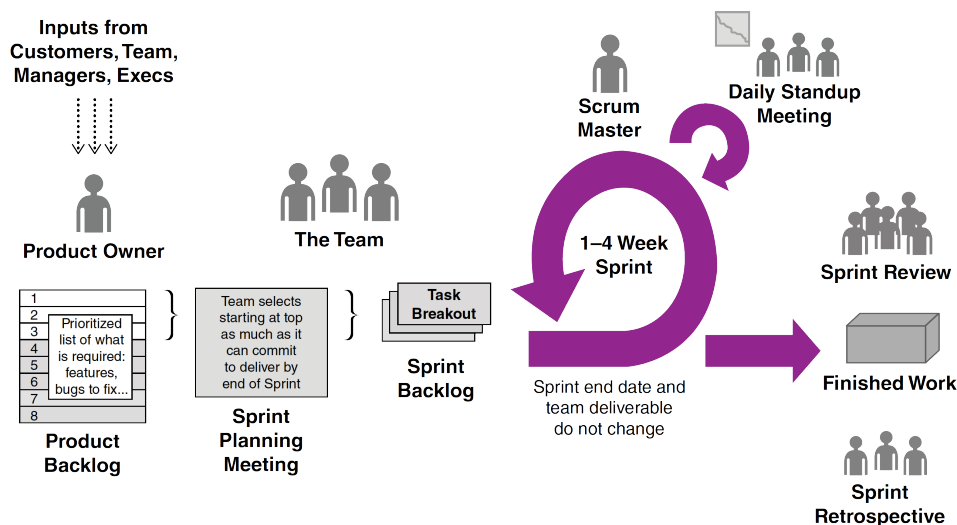 Inputs from
Customers, Team,
Managers, Execs
Product Owner
The Team
Scrum
Master
Daily Standup
Meeting
1–4 Week
Sprint
Sprint Review
1
2
3
4
5
6
7
8
Prioritized
list of what
is required:
features,
bugs to fix...
Product
Backlog
Team selects
starting at top
as much as it
can commit
to deliver by
end of Sprint
Sprint
Planning
Meeting
Task
Breakout
Sprint
Backlog
Sprint end date and
team deliverable
do not change
Finished Work
Sprint
Retrospective